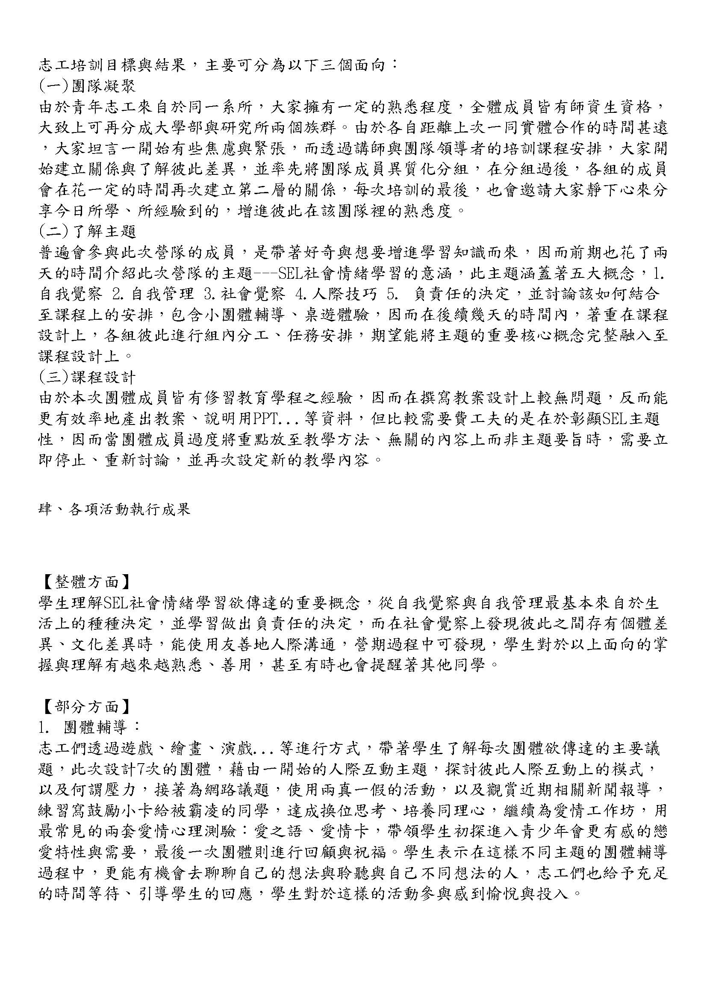 志工培訓目標與結果，主要可分為以下三個面向：
(一)團隊凝聚
由於青年志工來自於同一系所，大家擁有一定的熟悉程度，全體成員皆有師資生資格，
大致上可再分成大學部與研究所兩個族群。由於各自距離上次一同實體合作的時間甚遠
，大家坦言一開始有些焦慮與緊張，而透過講師與團隊領導者的培訓課程安排，大家開
始建立關係與了解彼此差異，並率先將團隊成員異質化分組，在分組過後，各組的成員
會在花一定的時間再次建立第二層的關係，每次培訓的最後，也會邀請大家靜下心來分
享今日所學、所經驗到的，增進彼此在該團隊裡的熟悉度。
(二)了解主題
普遍會參與此次營隊的成員，是帶著好奇與想要增進學習知識而來，因而前期也花了兩
天的時間介紹此次營隊的主題---SEL社會情緒學習的意涵，此主題涵蓋著五大概念，1.
自我覺察 2.自我管理 3.社會覺察 4.人際技巧 5. 負責任的決定，並討論該如何結合
至課程上的安排，包含小團體輔導、桌遊體驗，因而在後續幾天的時間內，著重在課程
設計上，各組彼此進行組內分工、任務安排，期望能將主題的重要核心概念完整融入至
課程設計上。
(三)課程設計
由於本次團體成員皆有修習教育學程之經驗，因而在撰寫教案設計上較無問題，反而能
更有效率地產出教案、說明用PPT...等資料，但比較需要費工夫的是在於彰顯SEL主題
性，因而當團體成員過度將重點放至教學方法、無關的內容上而非主題要旨時，需要立
即停止、重新討論，並再次設定新的教學內容。
肆、各項活動執行成果
【整體方面】
學生理解SEL社會情緒學習欲傳達的重要概念，從自我覺察與自我管理最基本來自於生
活上的種種決定，並學習做出負責任的決定，而在社會覺察上發現彼此之間存有個體差
異、文化差異時，能使用友善地人際溝通，營期過程中可發現，學生對於以上面向的掌
握與理解有越來越熟悉、善用，甚至有時也會提醒著其他同學。
【部分方面】
1. 團體輔導：
志工們透過遊戲、繪畫、演戲...等進行方式，帶著學生了解每次團體欲傳達的主要議
題，此次設計7次的團體，藉由一開始的人際互動主題，探討彼此人際互動上的模式，
以及何謂壓力，接著為網路議題，使用兩真一假的活動，以及觀賞近期相關新聞報導，
練習寫鼓勵小卡給被霸凌的同學，達成換位思考、培養同理心，繼續為愛情工作坊，用
最常見的兩套愛情心理測驗：愛之語、愛情卡，帶領學生初探進入青少年會更有感的戀
愛特性與需要，最後一次團體則進行回顧與祝福。學生表示在這樣不同主題的團體輔導
過程中，更能有機會去聊聊自己的想法與聆聽與自己不同想法的人，志工們也給予充足
的時間等待、引導學生的回應，學生對於這樣的活動參與感到愉悅與投入。